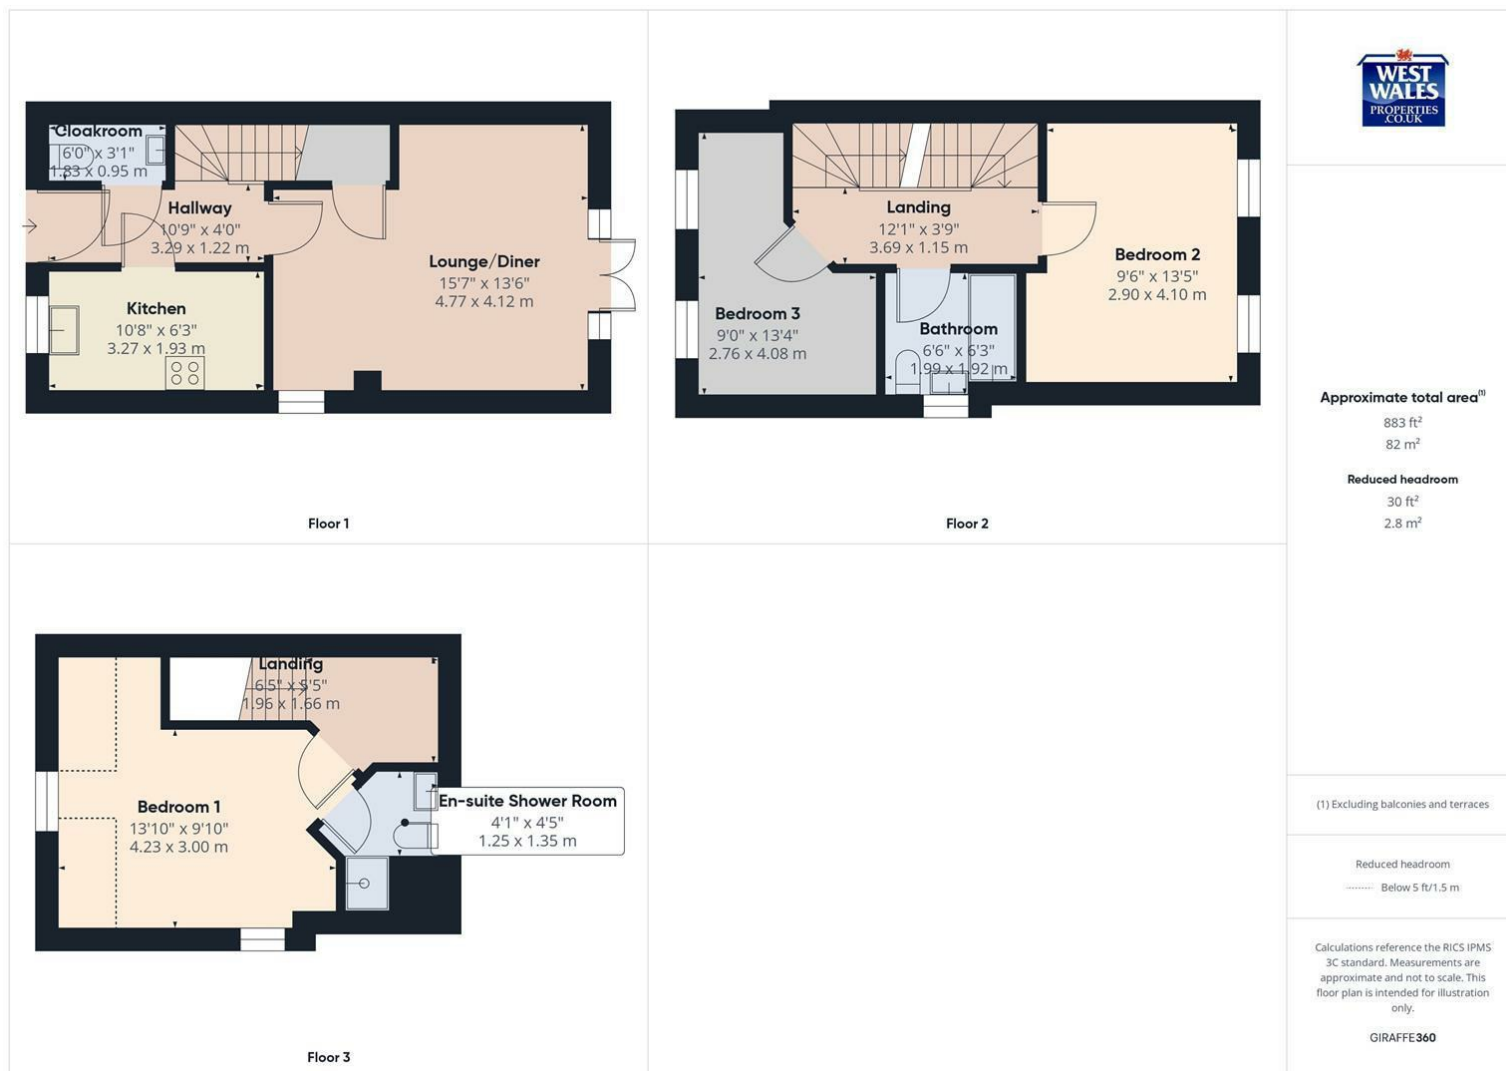 Cloakroom
6'0" x 3'1"
1.83 x 0.95 m
Hallway
10'9" x 4'0"
3.29 x 1.22 m
Kitchen
10'8" x 6'3"
3.27 x 1.93 m
Lounge/Diner
15'7" x 13'6"
4.77 x 4.12 m
Floor 1
Landing
12'1" x 3'9"
3.69 x 1.15 m
Bedroom 2
9'6" x 13'5"
2.90 x 4.10 m
Bedroom 3
9'0" x 13'4"
2.76 x 4.08 m
Bathroom
6'6" x 6'3"
1.99 x 1.92 m
Floor 2
Landing
6'5" x 5'5"
1.96 x 1.66 m
Bedroom 1
13'10" x 9'10"
4.23 x 3.00 m
En-suite Shower Room
4'1" x 4'5"
1.25 x 1.35 m
Floor 3
WEST
WALES
PROPERTIES
.CO.UK
Approximate total area(1)
883 ft²
82 m²
Reduced headroom
30 ft²
2.8 m²
(1) Excluding balconies and terraces
Reduced headroom
Below 5 ft/1.5 m
Calculations reference the RICS IPMS
3C standard. Measurements are
approximate and not to scale. This
floor plan is intended for illustration
only.
GIRAFFE360